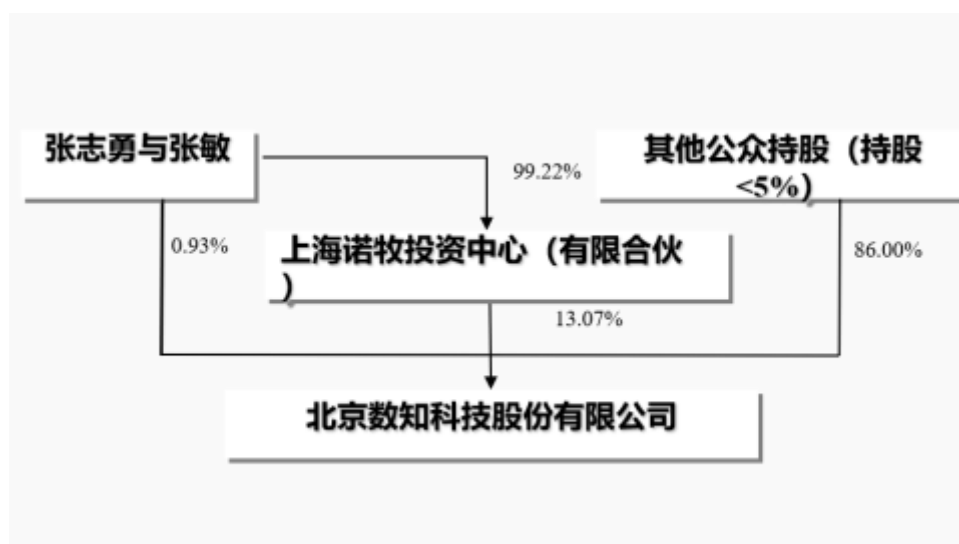 张志勇与张敏
其他公众持股（持股
<5%）
99.22%
0.93%
86.00%
上海诺牧投资中心（有限合伙
）
13.07%
北京数知科技股份有限公司